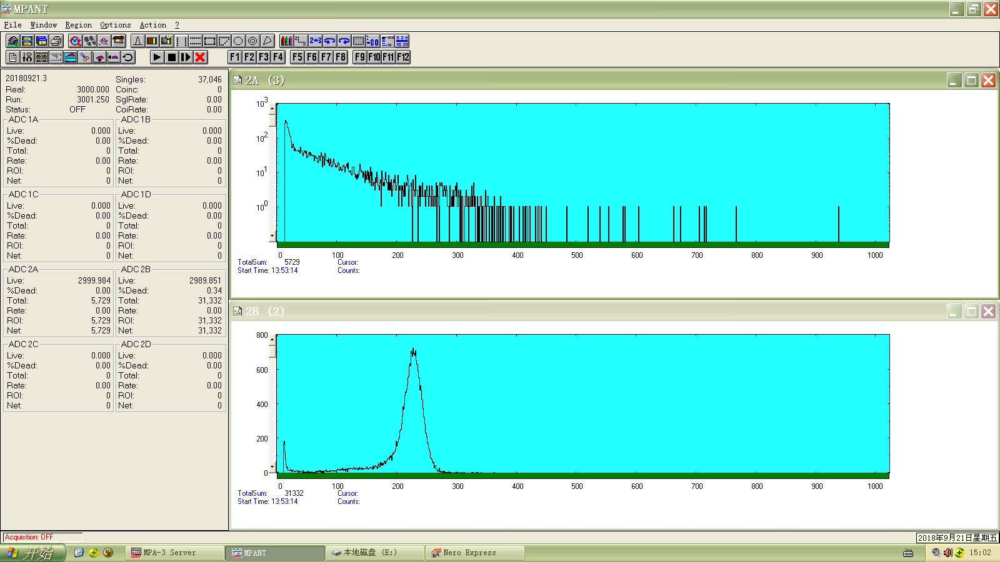 MPANT
File Window Region Options Action ?
F1 F2 F3 F4 F5 F6 F7 F8 F9 F10 F11 F12
20180921.3
Singles: 37,046
Real: 3000.000 Coinc: 0
Run: 3001.250 SglRate: 0.00
Status: OFF CoiRate: 0.00
ADC 1A ADC 1B
Live: 0.000 Live: 0.000
%Dead: 0.00 %Dead: 0.00
Total: 0 Total: 0
Rate: 0.00 Rate: 0.00
ROI: 0 ROI: 0
Net: 0 Net: 0
ADC 1C ADC 1D
Live: 0.000 Live: 0.000
%Dead: 0.00 %Dead: 0.00
Total: 0 Total: 0
Rate: 0.00 Rate: 0.00
ROI: 0 ROI: 0
Net: 0 Net: 0
ADC 2A ADC 2B
Live: 2999.984 Live: 2989.851
%Dead: 0.00 %Dead: 0.34
Total: 5,729 Total: 31,332
Rate: 0.00 Rate: 0.00
ROI: 5,729 ROI: 31,332
Net: 5,729 Net: 31,332
ADC 2C ADC 2D
Live: 0.000 Live: 0.000
%Dead: 0.00 %Dead: 0.00
Total: 0 Total: 0
Rate: 0.00 Rate: 0.00
ROI: 0 ROI: 0
Net: 0 Net: 0
2A (3)
10³
10²
10¹
10⁰
0 100 200 300 400 500 600 700 800 900 1000
TotalSum: 5729 Cursor:
Start Time: 13:53:14 Counts:
2B (2)
800
600
400
200
0
0 100 200 300 400 500 600 700 800 900 1000
TotalSum: 31332 Cursor:
Start Time: 13:53:14 Counts:
Acquisition: OFF
2018年9月21日星期五
开始 MPA-3 Server MPANT 本地磁盘 (E:) Nero Express 15:02